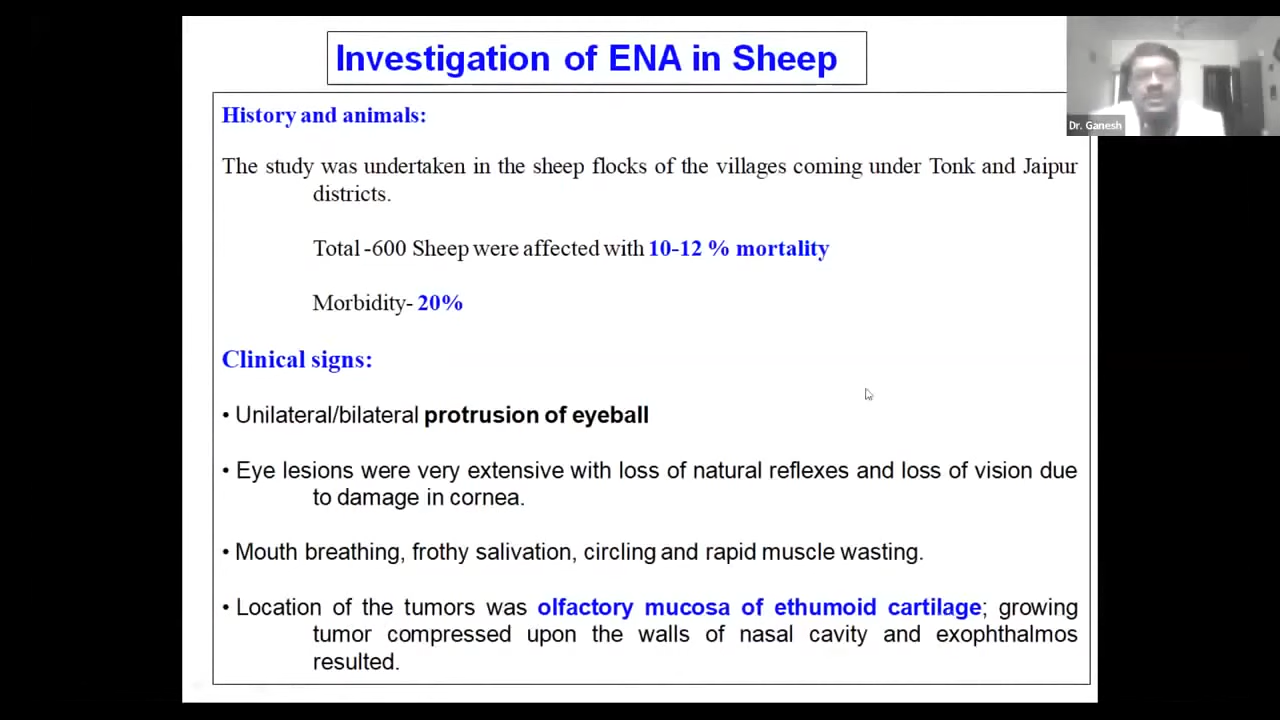 Investigation of ENA in Sheep
Dr. Ganesh
History and animals:
The study was undertaken in the sheep flocks of the villages coming under Tonk and Jaipur
districts.
Total -600 Sheep were affected with 10-12 % mortality
Morbidity- 20%
Clinical signs:
• Unilateral/bilateral protrusion of eyeball
• Eye lesions were very extensive with loss of natural reflexes and loss of vision due
to damage in cornea.
• Mouth breathing, frothy salivation, circling and rapid muscle wasting.
• Location of the tumors was olfactory mucosa of ethumoid cartilage; growing
tumor compressed upon the walls of nasal cavity and exophthalmos
resulted.